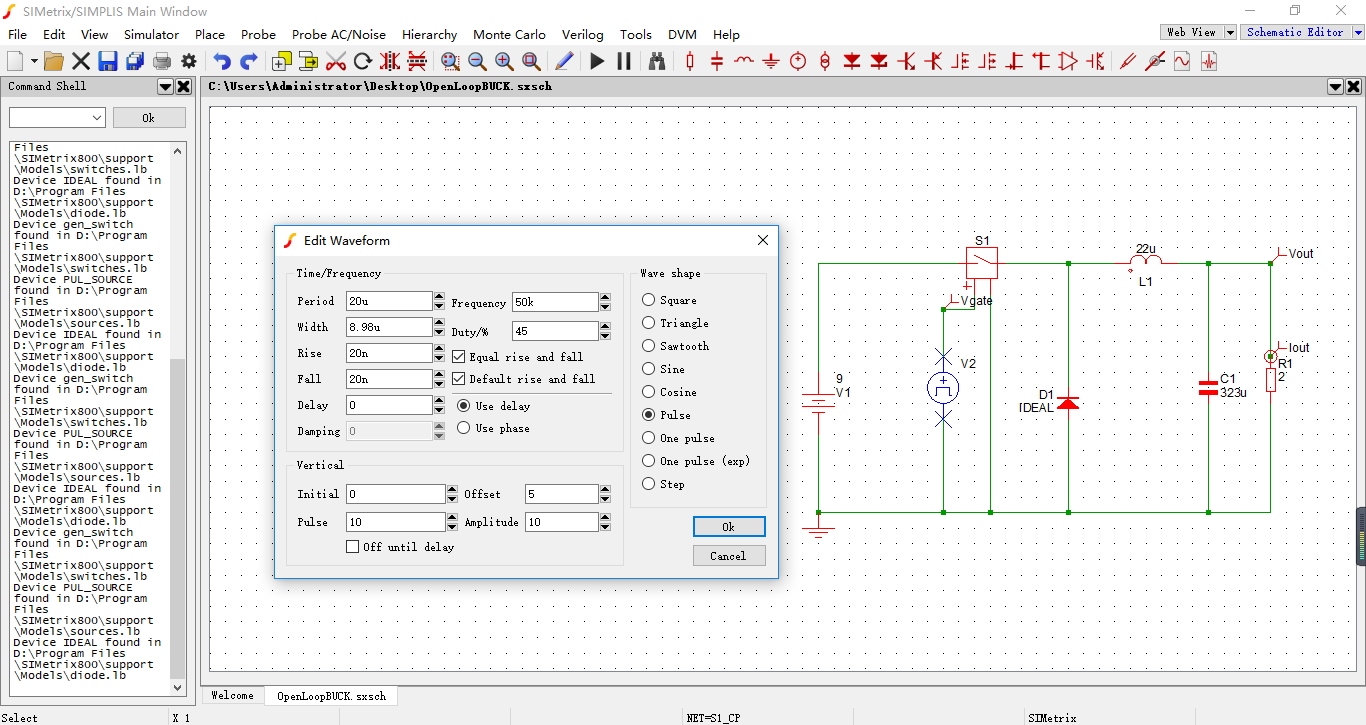 SIMetrix/SIMPLIS Main Window
File Edit View Simulator Place Probe Probe AC/Noise Hierarchy Monte Carlo Verilog Tools DVM Help
Web View Schematic Editor
Command Shell
Ok
Files
\SIMetrix800\support
\Models\switches.lb
Device IDEAL found in
D:\Program Files
\SIMetrix800\support
\Models\diode.lb
Device gen_switch
found in D:\Program
Files
\SIMetrix800\support
\Models\switches.lb
Device PUL_SOURCE
found in D:\Program
Files
\SIMetrix800\support
\Models\sources.lb
Device IDEAL found in
D:\Program Files
\SIMetrix800\support
\Models\diode.lb
Device gen_switch
found in D:\Program
Files
\SIMetrix800\support
\Models\switches.lb
Device PUL_SOURCE
found in D:\Program
Files
\SIMetrix800\support
\Models\sources.lb
Device IDEAL found in
D:\Program Files
\SIMetrix800\support
\Models\diode.lb
Device gen_switch
found in D:\Program
Files
\SIMetrix800\support
\Models\switches.lb
Device PUL_SOURCE
found in D:\Program
Files
\SIMetrix800\support
\Models\sources.lb
Device IDEAL found in
D:\Program Files
\SIMetrix800\support
\Models\diode.lb
C:\Users\Administrator\Desktop\OpenLoopBUCK.sxsch
Edit Waveform
Time/Frequency
Period 20u Frequency 50k
Width 8.98u Duty/% 45
Rise 20n Equal rise and fall
Fall 20n Default rise and fall
Delay 0 Use delay
Damping 0 Use phase
Vertical
Initial 0 Offset 5
Pulse 10 Amplitude 10
Off until delay
Wave shape
Square
Triangle
Sawtooth
Sine
Cosine
Pulse
One pulse
One pulse (exp)
Step
Ok
Cancel
S1
22u
L1
Vout
Vgate
V2
9
V1
D1
IDEAL
C1
323u
Iout
R1
2
Welcome OpenLoopBUCK.sxsch
Select X 1 NET=S1_CP SIMetrix